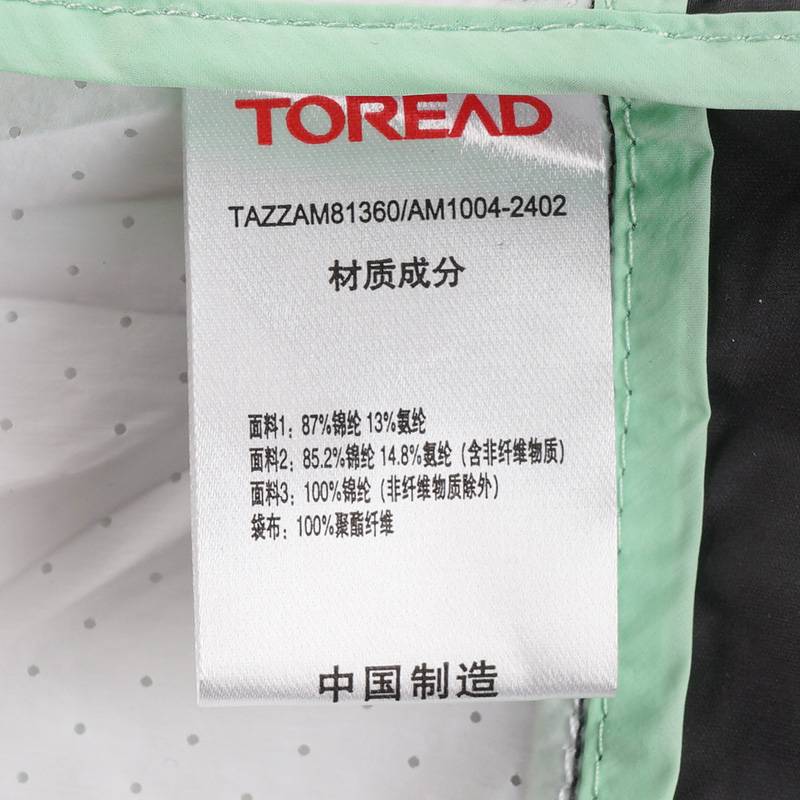 TOREAD
TAZZAM81360/AM1004-2402
材质成分
面料1：87%锦纶 13%氨纶
面料2：85.2%锦纶 14.8%氨纶（含非纤维物质）
面料3：100%锦纶（非纤维物质除外）
袋布：100%聚酯纤维
中国制造